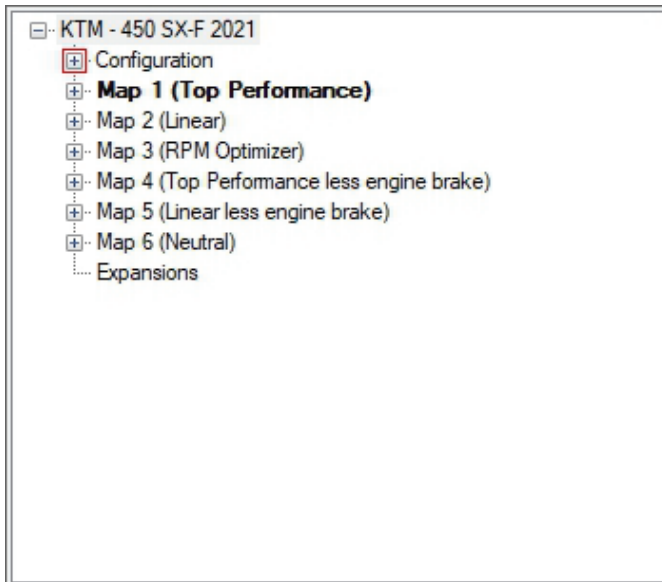 KTM - 450 SX-F 2021
Configuration
Map 1 (Top Performance)
Map 2 (Linear)
Map 3 (RPM Optimizer)
Map 4 (Top Performance less engine brake)
Map 5 (Linear less engine brake)
Map 6 (Neutral)
Expansions